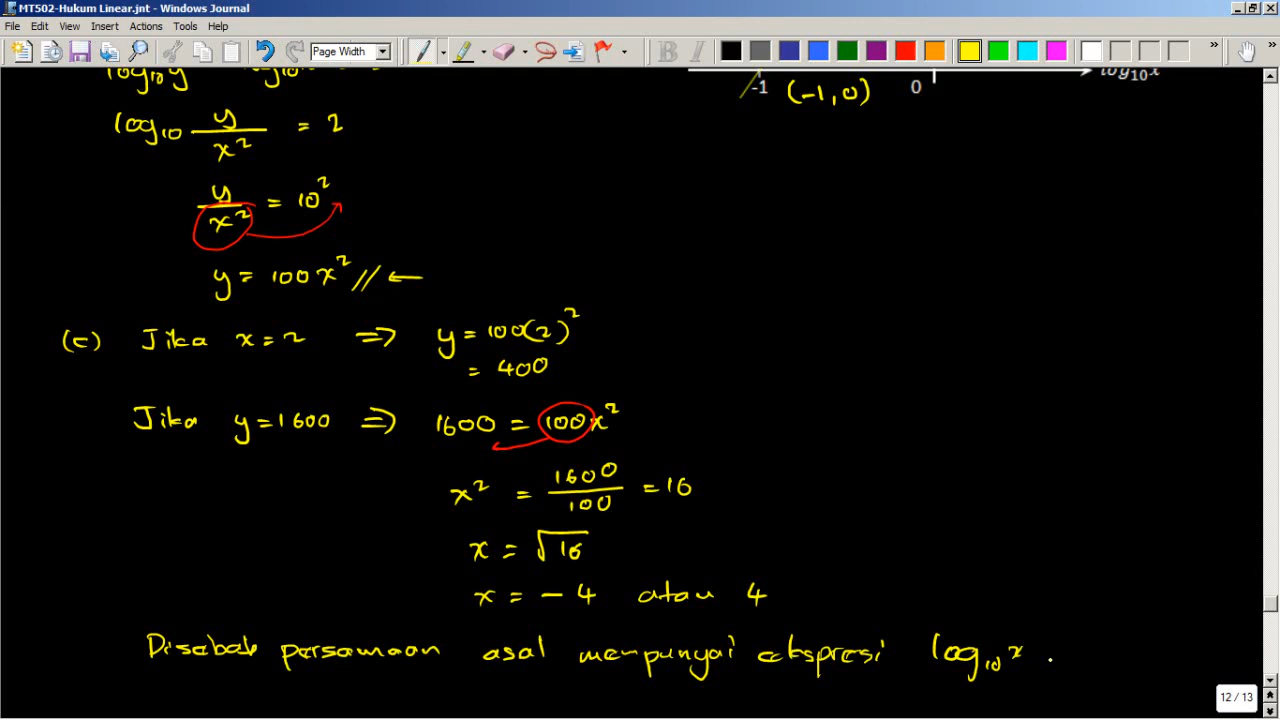 MT502-Hukum Linear.jnt - Windows Journal
File Edit View Insert Actions Tools Help
Page Width
log₁₀y
log₁₀x
-1 (-1,0) 0
log₁₀ y/x² = 2
y/x² = 10²
y = 100x² // ←
(c) Jika x = 2 ⇒ y = 100(2)²
= 400
Jika y = 1600 ⇒ 1600 = 100x²
x² = 1600/100 = 16
x = √16
x = -4 atau 4
Disebab persamaan asal mempunyai ekspresi log₁₀ x
12 / 13